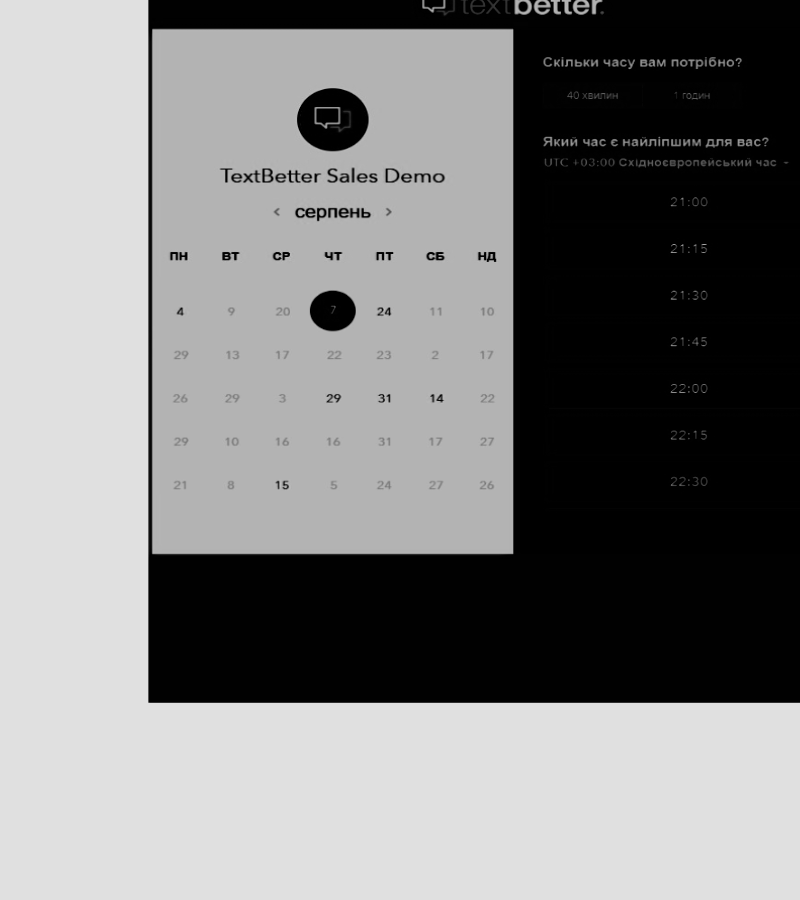 textbetter.
TextBetter Sales Demo
‹ серпень ›
ПН ВТ СР ЧТ ПТ СБ НД
4 9 20 7 24 11 10
29 13 17 22 23 2 17
26 29 3 29 31 14 22
29 10 16 16 31 17 27
21 8 15 5 24 27 26
Скільки часу вам потрібно?
40 хвилин 1 годин
Який час є найліпшим для вас?
UTC +03:00 Східноєвропейський час
21:00
21:15
21:30
21:45
22:00
22:15
22:30